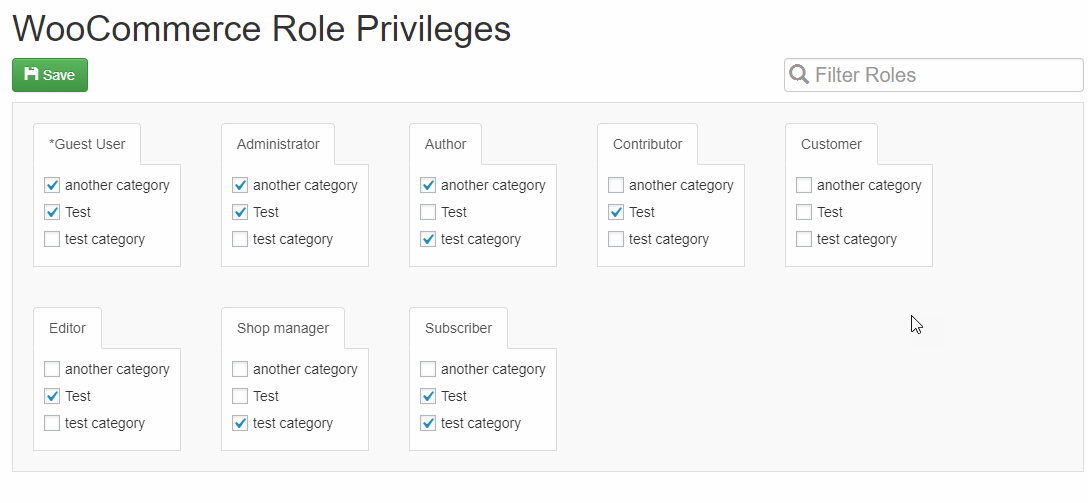 WooCommerce Role Privileges
Save
Filter Roles
*Guest User
another category
Test
test category
Administrator
another category
Test
test category
Author
another category
Test
test category
Contributor
another category
Test
test category
Customer
another category
Test
test category
Editor
another category
Test
test category
Shop manager
another category
Test
test category
Subscriber
another category
Test
test category